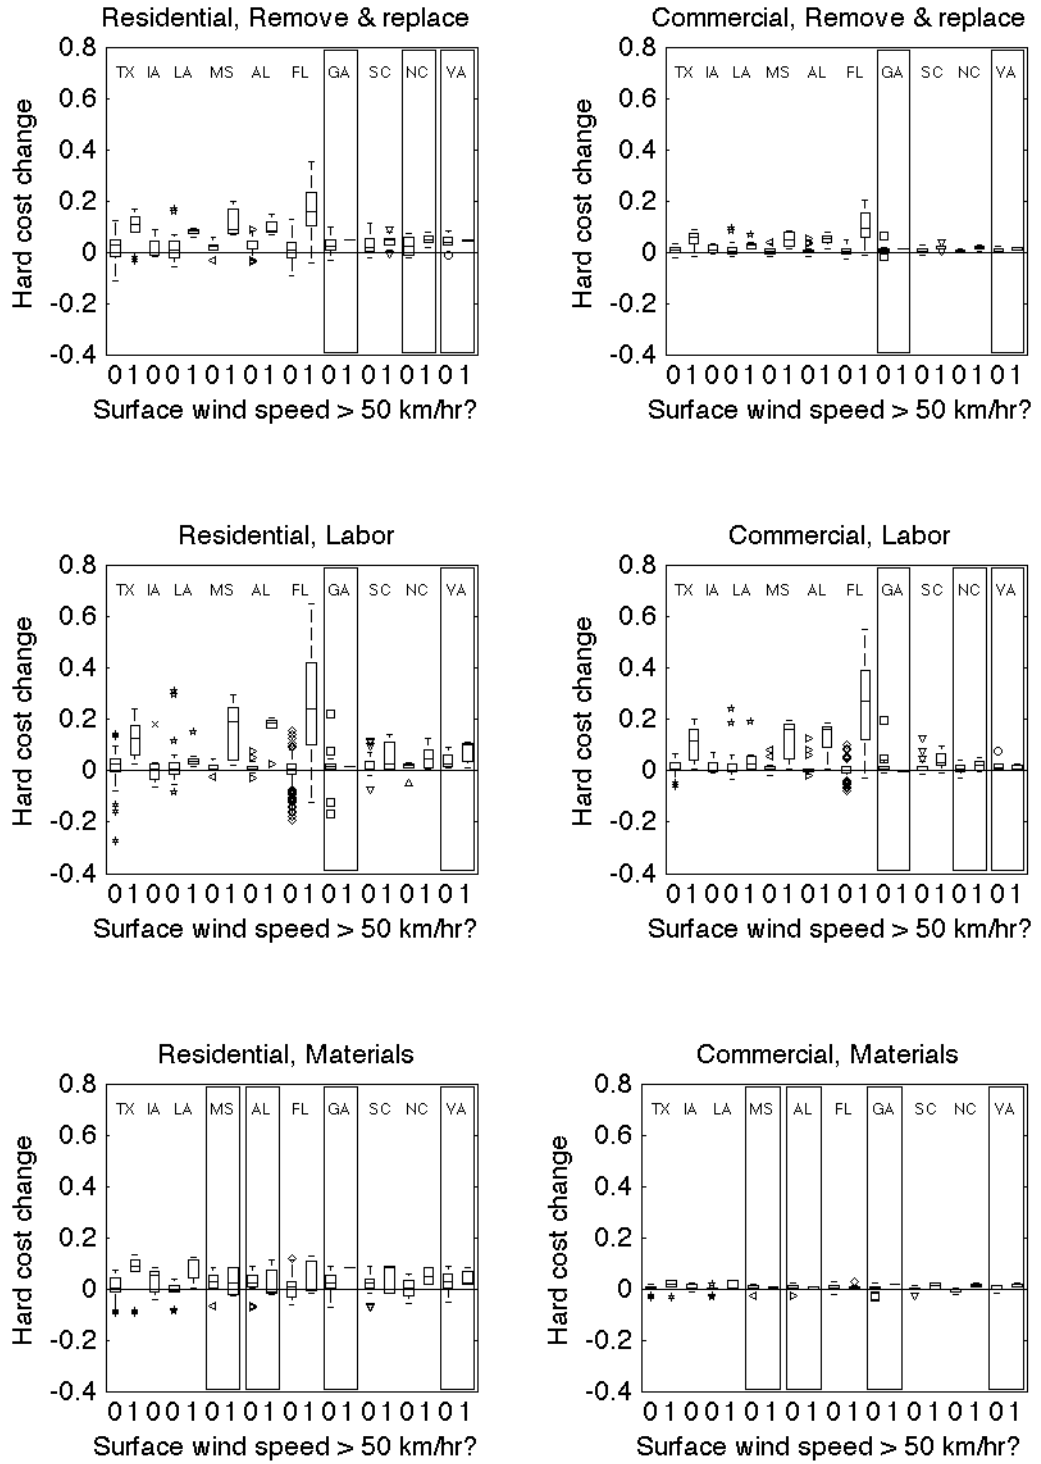 Residential, Remove & replace
0.8
0.6
0.4
0.2
0
-0.2
-0.4
Hard cost change
TX IA LA MS AL FL GA SC NC VA
0 1 0 0 1 0 1 0 1 0 1 0 1 0 1 0 1 0 1
Surface wind speed > 50 km/hr?
Commercial, Remove & replace
0.8
0.6
0.4
0.2
0
-0.2
-0.4
Hard cost change
TX IA LA MS AL FL GA SC NC VA
0 1 0 0 1 0 1 0 1 0 1 0 1 0 1 0 1 0 1
Surface wind speed > 50 km/hr?
Residential, Labor
0.8
0.6
0.4
0.2
0
-0.2
-0.4
Hard cost change
TX IA LA MS AL FL GA SC NC VA
0 1 0 0 1 0 1 0 1 0 1 0 1 0 1 0 1 0 1
Surface wind speed > 50 km/hr?
Commercial, Labor
0.8
0.6
0.4
0.2
0
-0.2
-0.4
Hard cost change
TX IA LA MS AL FL GA SC NC VA
0 1 0 0 1 0 1 0 1 0 1 0 1 0 1 0 1 0 1
Surface wind speed > 50 km/hr?
Residential, Materials
0.8
0.6
0.4
0.2
0
-0.2
-0.4
Hard cost change
TX IA LA MS AL FL GA SC NC VA
0 1 0 0 1 0 1 0 1 0 1 0 1 0 1 0 1 0 1
Surface wind speed > 50 km/hr?
Commercial, Materials
0.8
0.6
0.4
0.2
0
-0.2
-0.4
Hard cost change
TX IA LA MS AL FL GA SC NC VA
0 1 0 0 1 0 1 0 1 0 1 0 1 0 1 0 1 0 1
Surface wind speed > 50 km/hr?